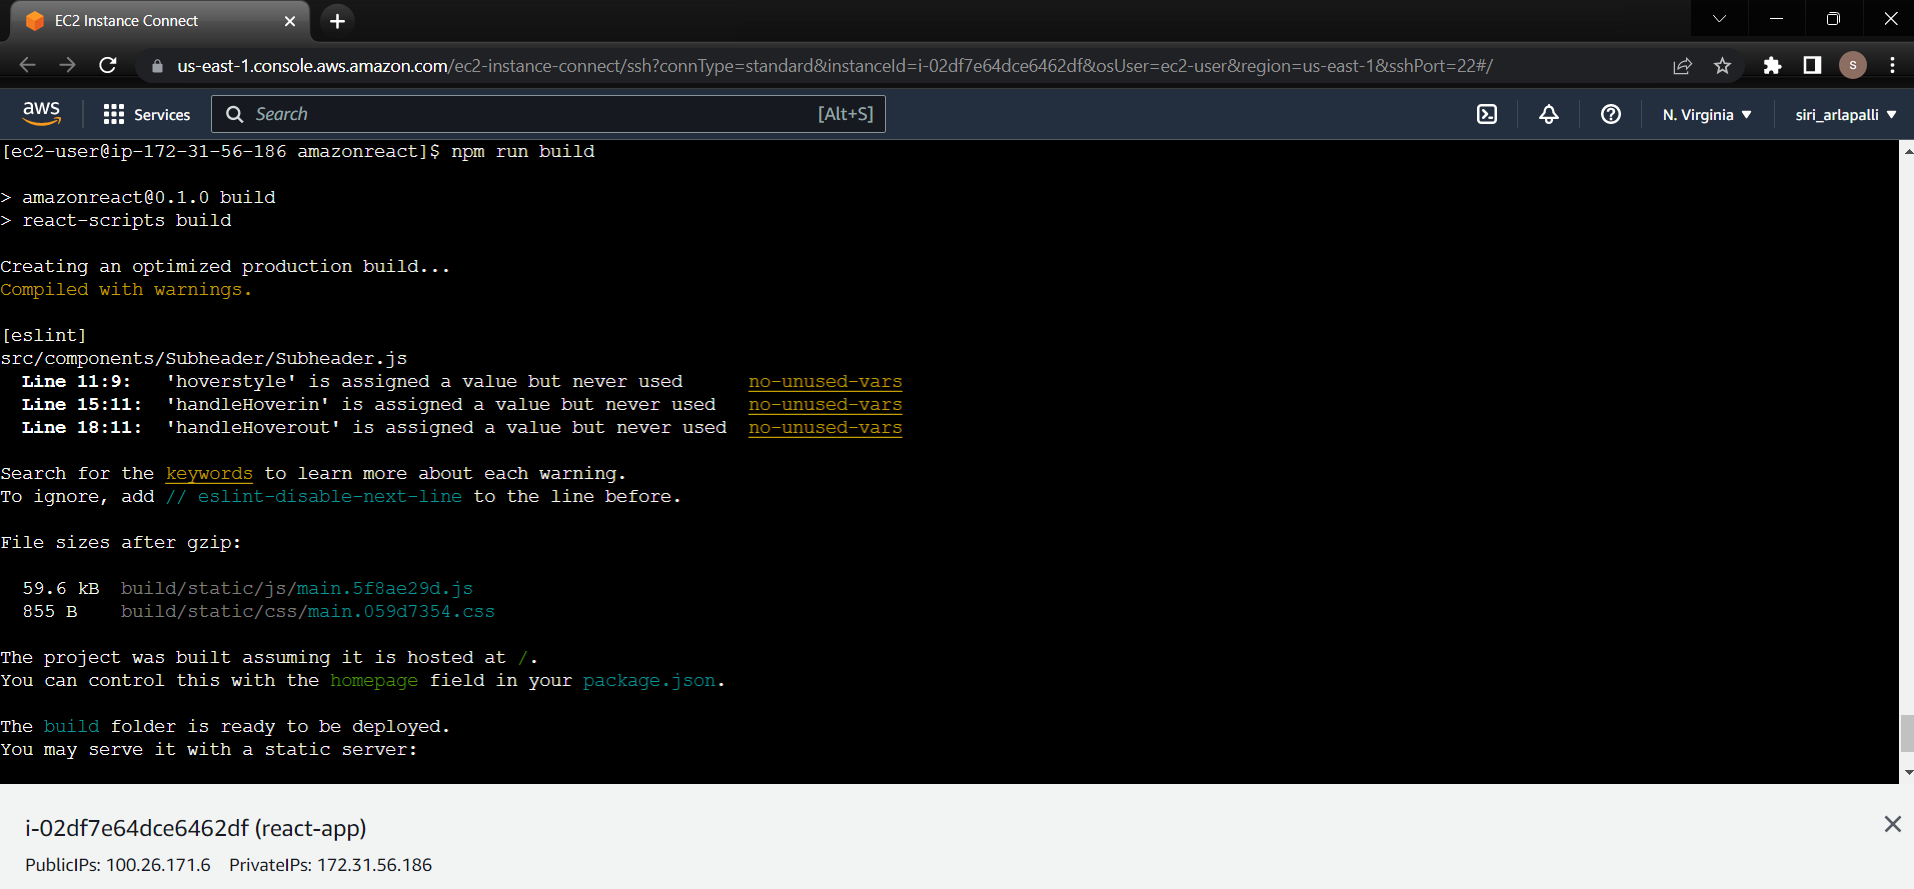 EC2 Instance Connect
us-east-1.console.aws.amazon.com/ec2-instance-connect/ssh?connType=standard&instanceId=i-02df7e64dce6462df&osUser=ec2-user&region=us-east-1&sshPort=22#/
S
aws Services Search [Alt+S] N. Virginia siri_arlapalli
[ec2-user@ip-172-31-56-186 amazonreact]$ npm run build
> amazonreact@0.1.0 build
> react-scripts build
Creating an optimized production build...
Compiled with warnings.
[eslint]
src/components/Subheader/Subheader.js
Line 11:9: 'hoverstyle' is assigned a value but never used no-unused-vars
Line 15:11: 'handleHoverin' is assigned a value but never used no-unused-vars
Line 18:11: 'handleHoverout' is assigned a value but never used no-unused-vars
Search for the keywords to learn more about each warning.
To ignore, add // eslint-disable-next-line to the line before.
File sizes after gzip:
59.6 kB build/static/js/main.5f8ae29d.js
855 B build/static/css/main.059d7354.css
The project was built assuming it is hosted at /.
You can control this with the homepage field in your package.json.
The build folder is ready to be deployed.
You may serve it with a static server:
i-02df7e64dce6462df (react-app)
PublicIPs: 100.26.171.6 PrivateIPs: 172.31.56.186